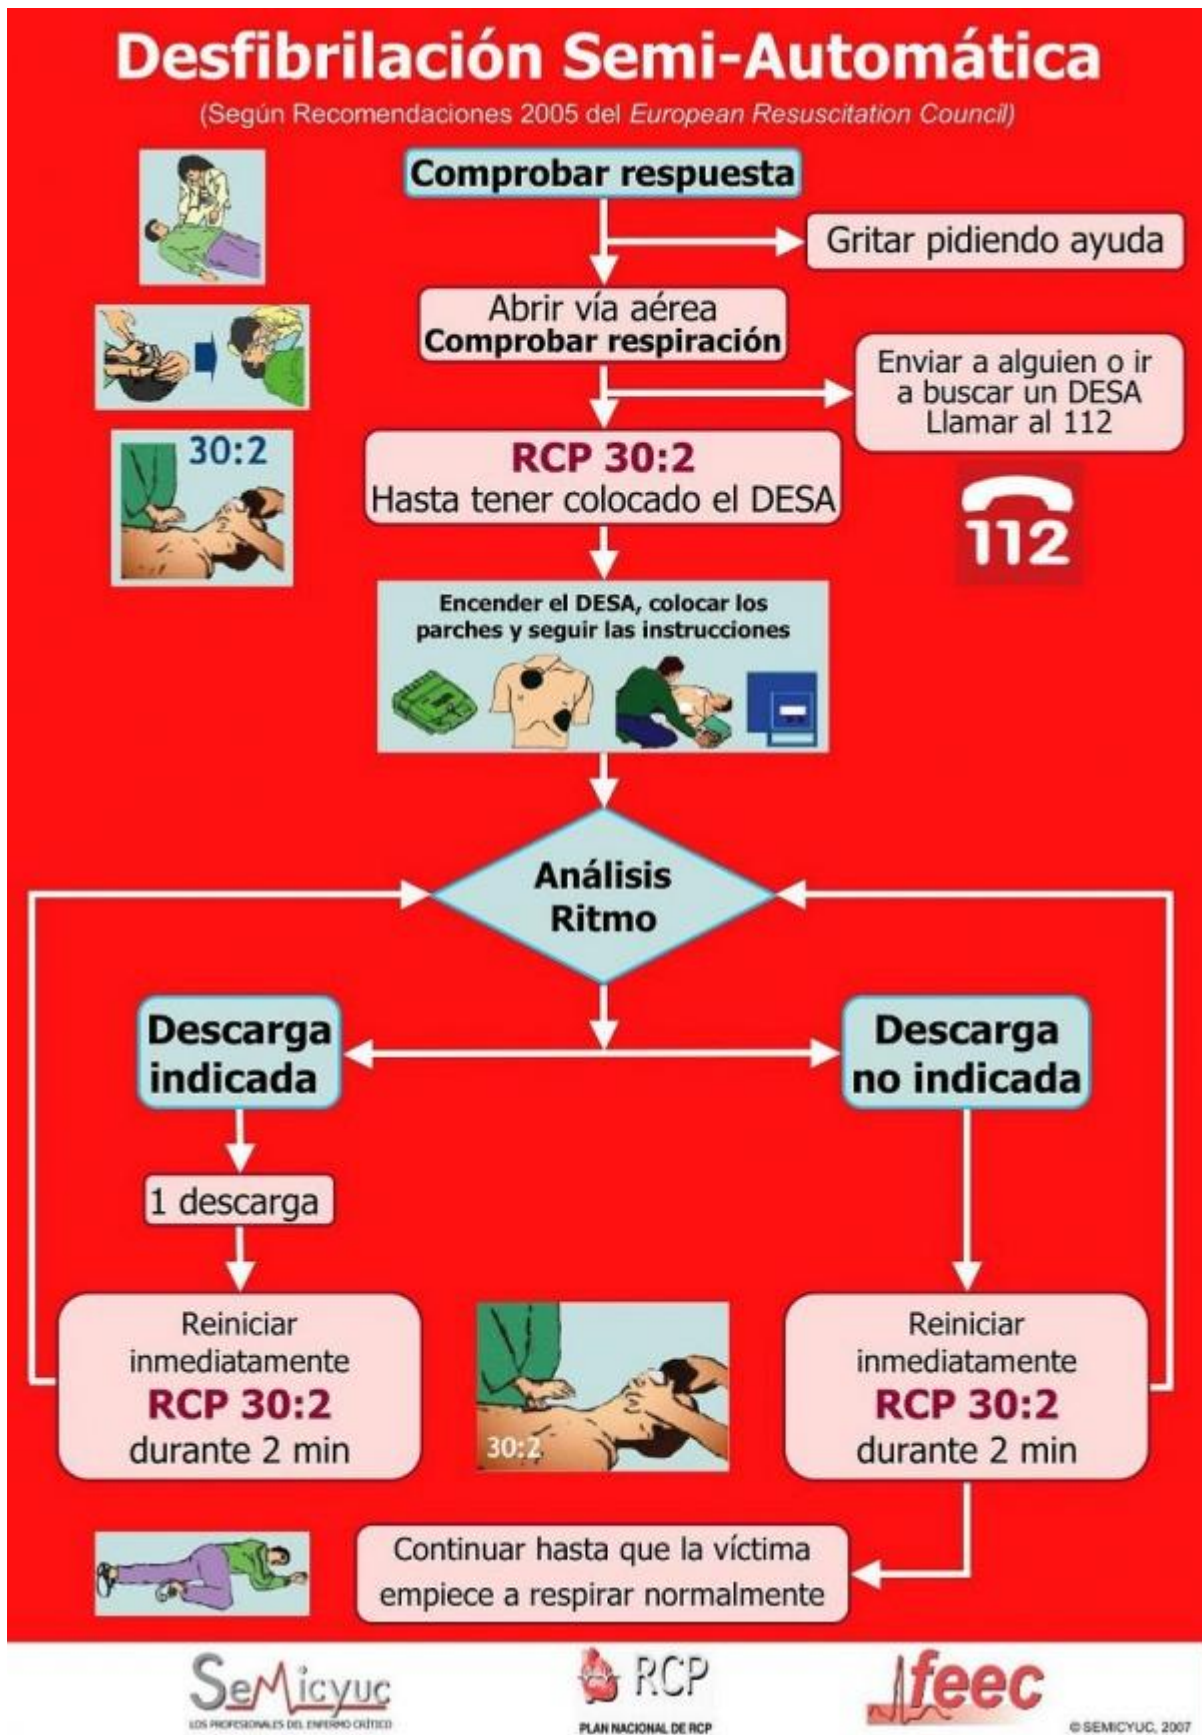 Desfibrilación Semi-Automática
(Según Recomendaciones 2005 del European Resuscitation Council)
Comprobar respuesta
Gritar pidiendo ayuda
Abrir vía aérea
Comprobar respiración
Enviar a alguien o ir
a buscar un DESA
Llamar al 112
30:2
RCP 30:2
Hasta tener colocado el DESA
112
Encender el DESA, colocar los
parches y seguir las instrucciones
Análisis
Ritmo
Descarga
indicada
Descarga
no indicada
1 descarga
Reiniciar
inmediatamente
RCP 30:2
durante 2 min
30:2
Reiniciar
inmediatamente
RCP 30:2
durante 2 min
Continuar hasta que la víctima
empiece a respirar normalmente
SeMicyuc
LOS PROFESIONALES DEL ENFERMO CRÍTICO
RCP
PLAN NACIONAL DE RCP
feec
© SEMICYUC, 2007